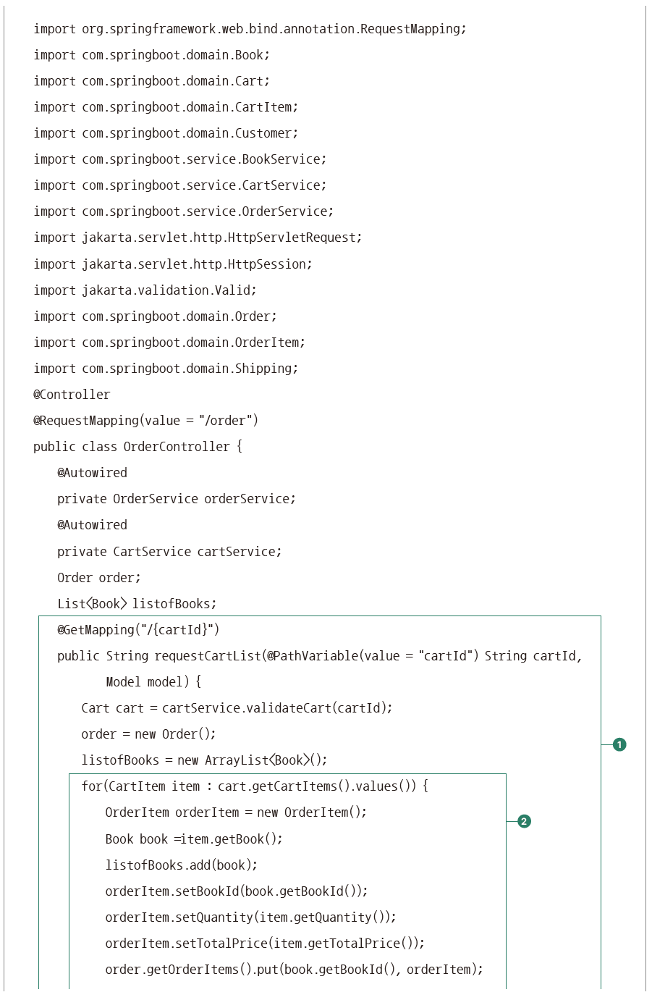 import org.springframework.web.bind.annotation.RequestMapping;
import com.springboot.domain.Book;
import com.springboot.domain.Cart;
import com.springboot.domain.CartItem;
import com.springboot.domain.Customer;
import com.springboot.service.BookService;
import com.springboot.service.CartService;
import com.springboot.service.OrderService;
import jakarta.servlet.http.HttpServletRequest;
import jakarta.servlet.http.HttpSession;
import jakarta.validation.Valid;
import com.springboot.domain.Order;
import com.springboot.domain.OrderItem;
import com.springboot.domain.Shipping;
@Controller
@RequestMapping(value = "/order")
public class OrderController {
@Autowired
private OrderService orderService;
@Autowired
private CartService cartService;
Order order;
List<Book> listofBooks;
@GetMapping("/{cartId}")
public String requestCartList(@PathVariable(value = "cartId") String cartId,
Model model) {
Cart cart = cartService.validateCart(cartId);
order = new Order();
listofBooks = new ArrayList<Book>();
1
for(CartItem item : cart.getCartItems().values()) {
OrderItem orderItem = new OrderItem();
2
Book book =item.getBook();
listofBooks.add(book);
orderItem.setBookId(book.getBookId());
orderItem.setQuantity(item.getQuantity());
orderItem.setTotalPrice(item.getTotalPrice());
order.getOrderItems().put(book.getBookId(), orderItem);